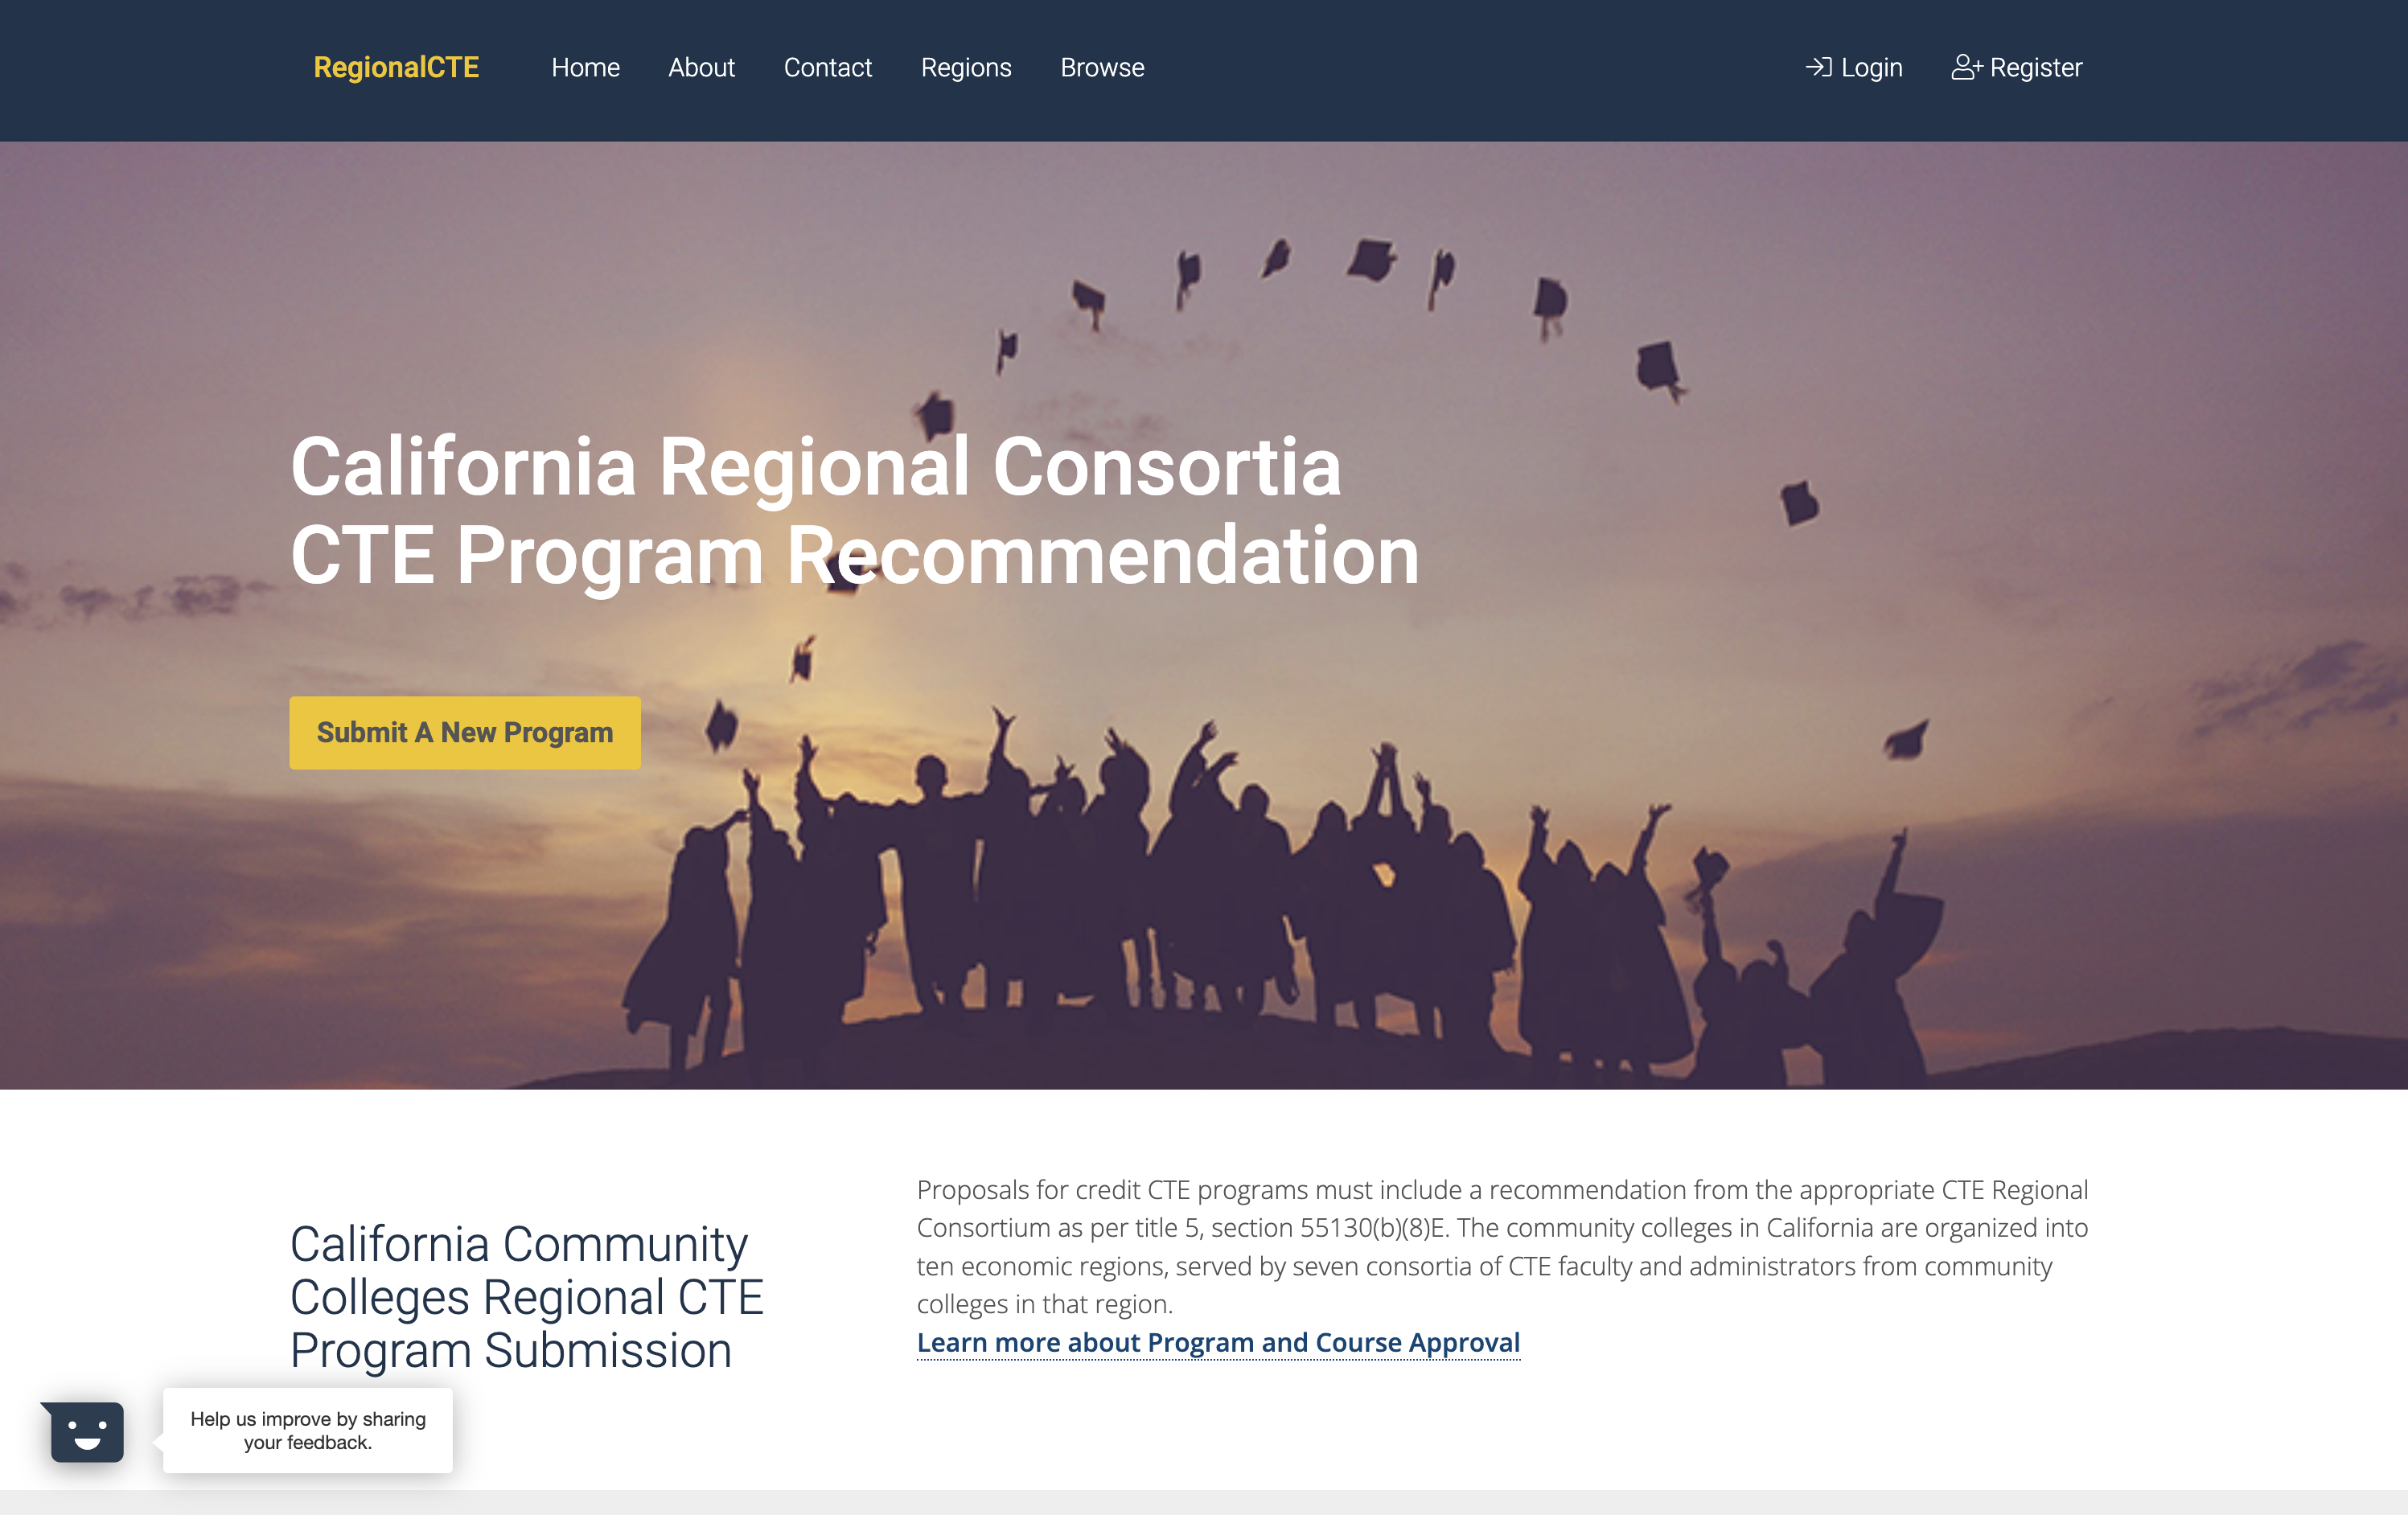 RegionalCTE
Home
About
Contact
Regions
Browse
Login
Register
California Regional Consortia
CTE Program Recommendation
Submit A New Program
California Community
Colleges Regional CTE
Program Submission
Proposals for credit CTE programs must include a recommendation from the appropriate CTE Regional
Consortium as per title 5, section 55130(b)(8)E. The community colleges in California are organized into
ten economic regions, served by seven consortia of CTE faculty and administrators from community
colleges in that region.
Learn more about Program and Course Approval
Help us improve by sharing
your feedback.